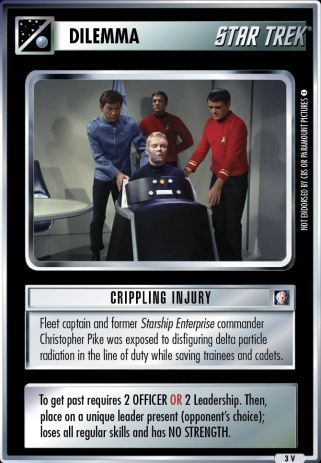 DILEMMA
STAR TREK
NOT ENDORSED BY CBS OR PARAMOUNT PICTURES
CRIPPLING INJURY
Fleet captain and former Starship Enterprise commander
Christopher Pike was exposed to disfiguring delta particle
radiation in the line of duty while saving trainees and cadets.
To get past requires 2 OFFICER OR 2 Leadership. Then,
place on a unique leader present (opponent's choice);
loses all regular skills and has NO STRENGTH.
3 V